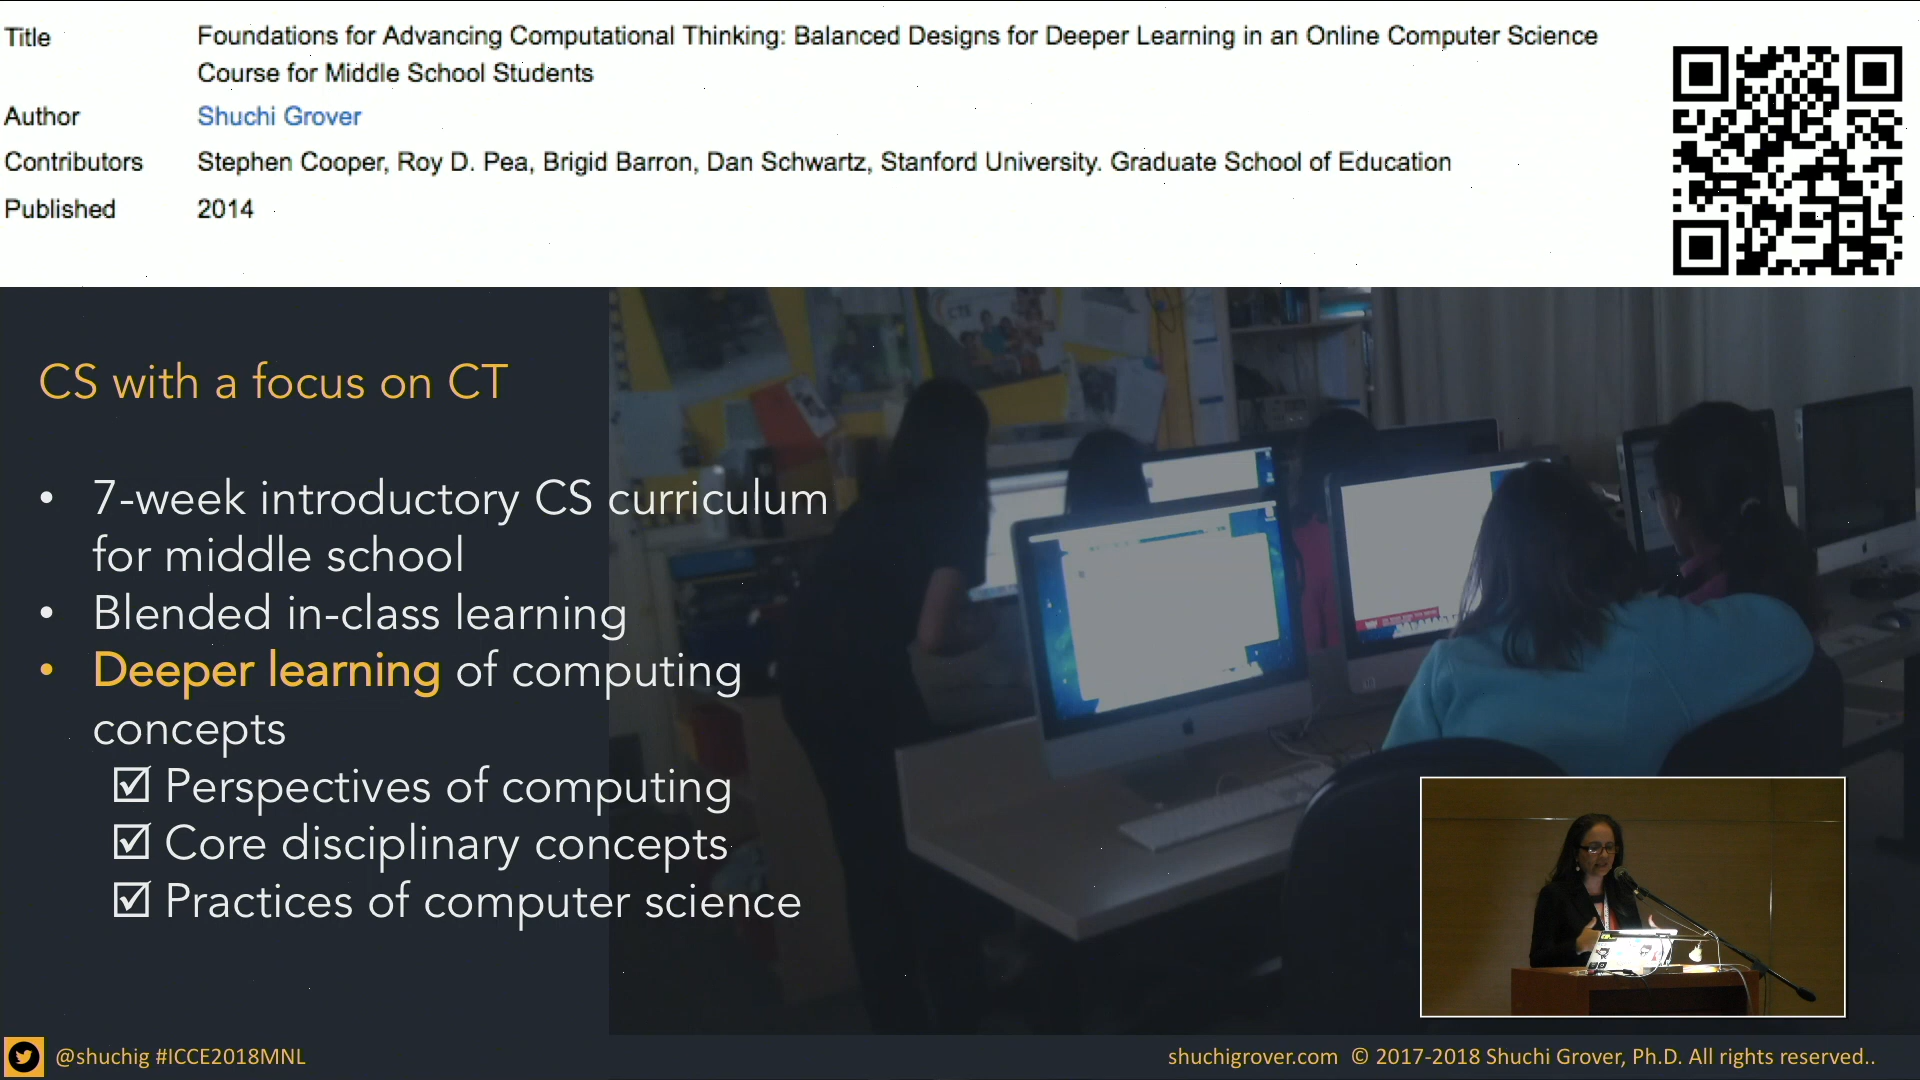 Title
Foundations for Advancing Computational Thinking: Balanced Designs for Deeper Learning in an Online Computer Science
Course for Middle School Students
Author
Shuchi Grover
Contributors
Stephen Cooper, Roy D. Pea, Brigid Barron, Dan Schwartz, Stanford University. Graduate School of Education
Published
2014
CS with a focus on CT
• 7-week introductory CS curriculum
for middle school
• Blended in-class learning
• Deeper learning of computing
concepts
☑ Perspectives of computing
☑ Core disciplinary concepts
☑ Practices of computer science
@shuchig #ICCE2018MNL
shuchigrover.com © 2017-2018 Shuchi Grover, Ph.D. All rights reserved..